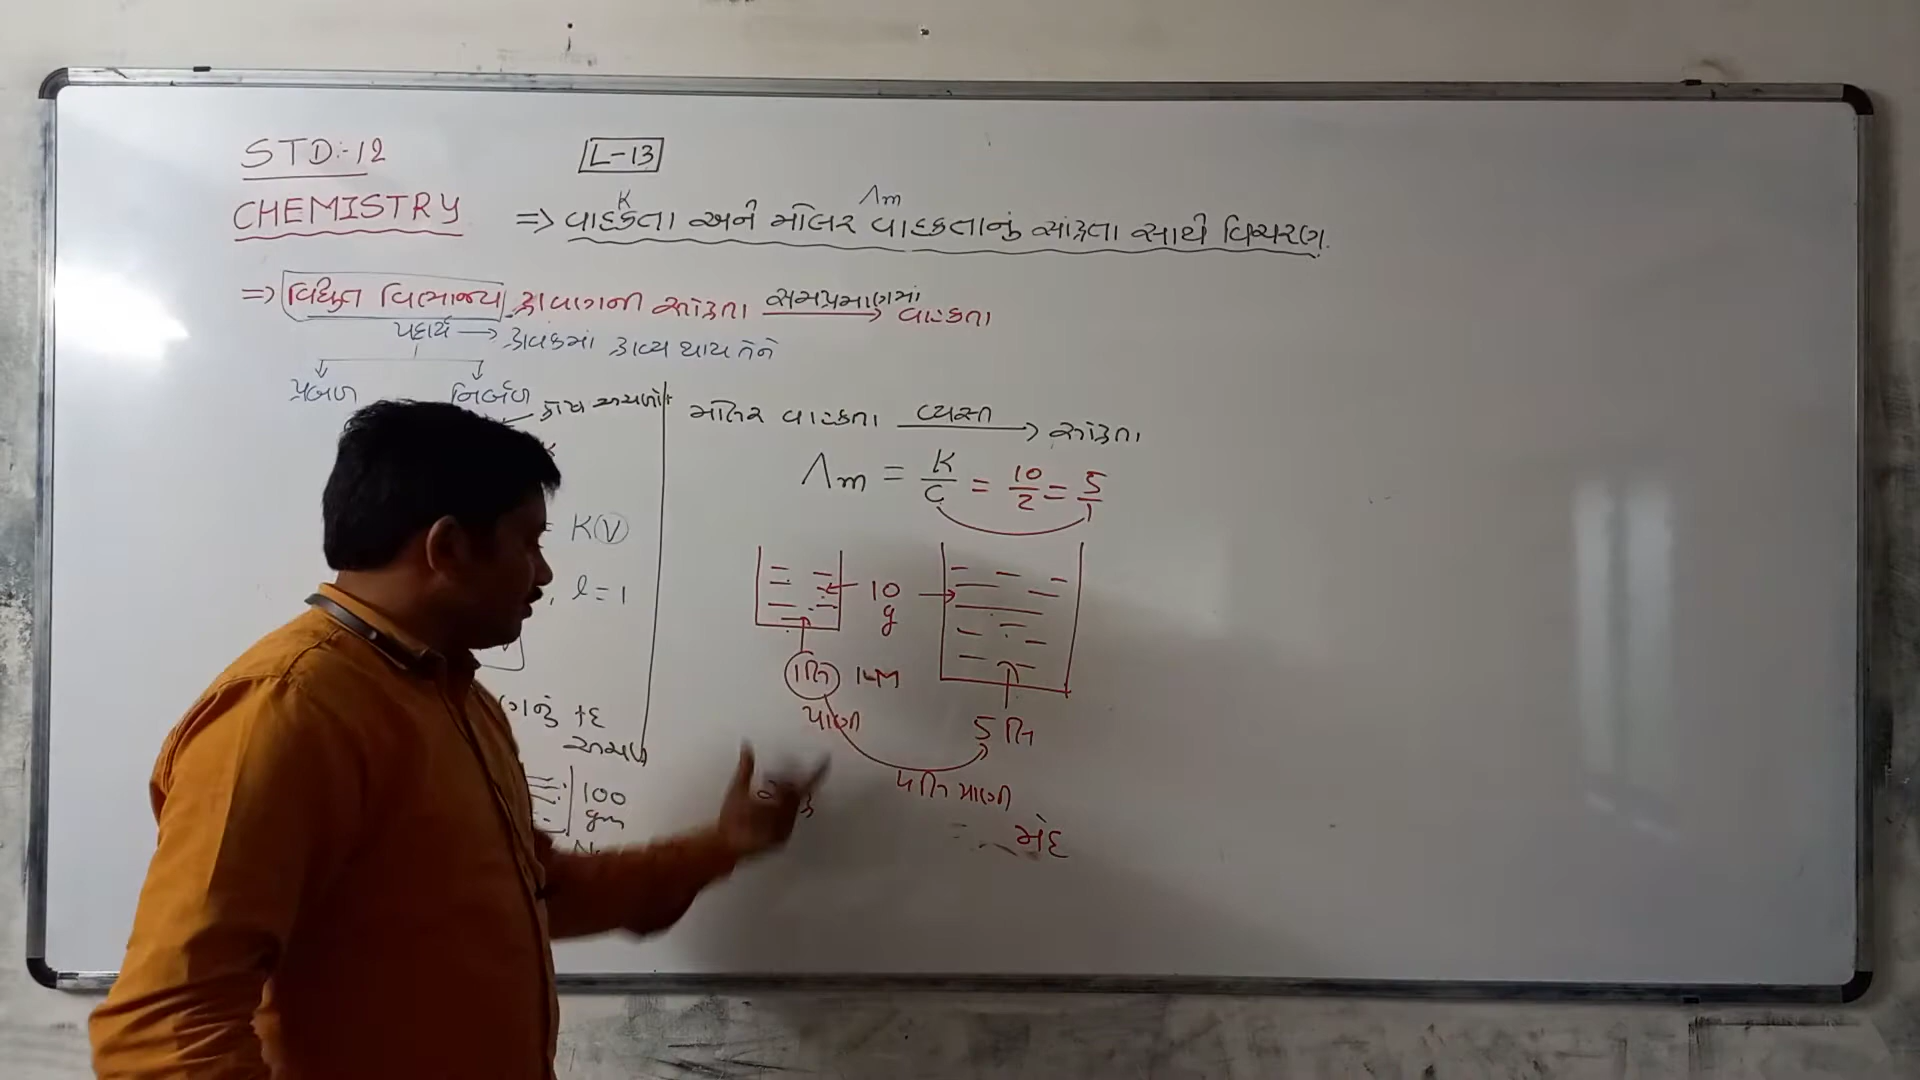 STD:-12
L-13
CHEMISTRY
K
Λm
=> વાહકતા અને મોલર વાહકતાનું સાંદ્રતા સાથે વિચરણ.
=> વિદ્યુત વિભાજ્ય દ્રાવણની સાંદ્રતા સમપ્રમાણમાં વાહકતા
પદાર્થ → દ્રાવકમાં દ્રાવ્ય થાય તેને
પ્રબળ નિર્બળ
મોલર વાહકતા વ્યસ્ત સાંદ્રતા
Λm = K/C = 10/2 = 5/1
= K(V)
, l = 1
10 g
1લિ 1M
પાણી
5 લિ
+દ
100 gm
પલિ પાણી
મંદ